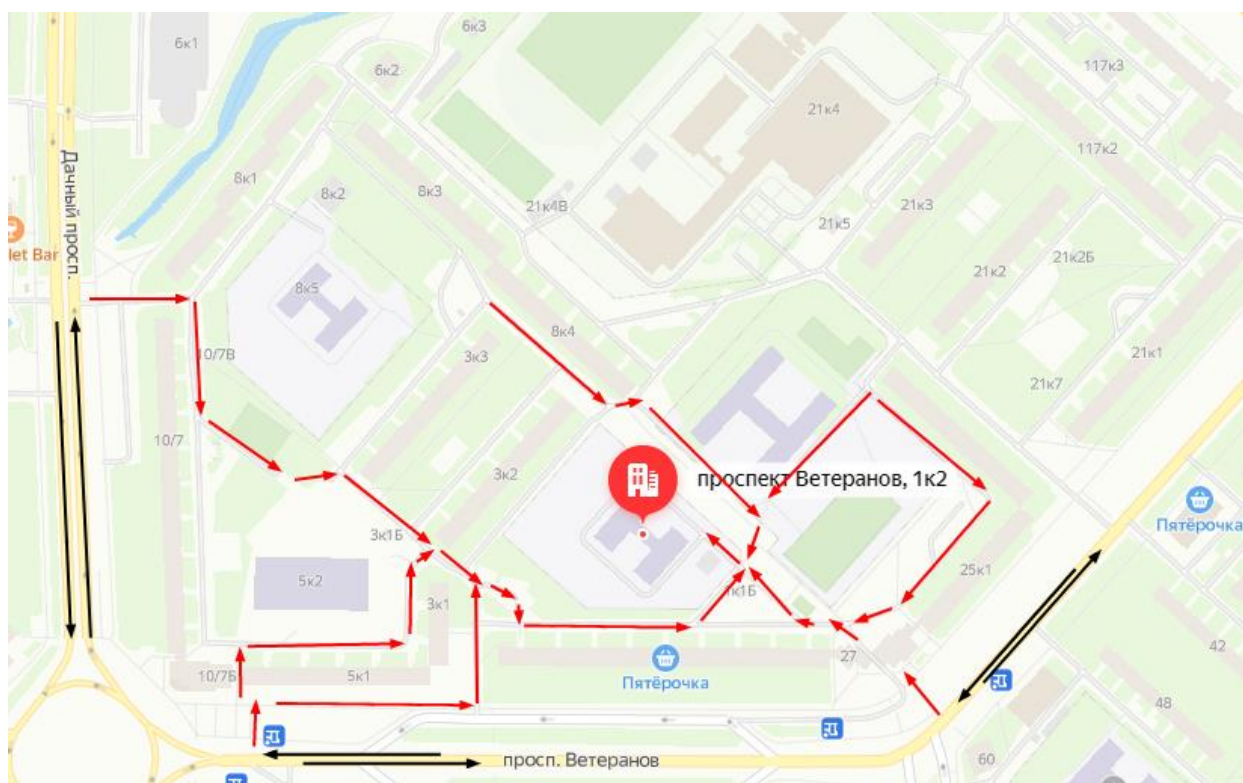 6к3
6к1
6к2
117к3
21к4
117к2
Дачный просп.
8к1
8к2
8к3
21к4В
21к3
21к5
let Bar
21к2
21к2Б
8к5
8к4
10/7В
3к3
21к1
21к7
10/7
3к2
проспект Ветеранов, 1к2
Пятёрочка
3к1Б
5к2
25к1
1к1Б
3к1
42
27
10/7Б
5к1
Пятёрочка
48
просп. Ветеранов
60